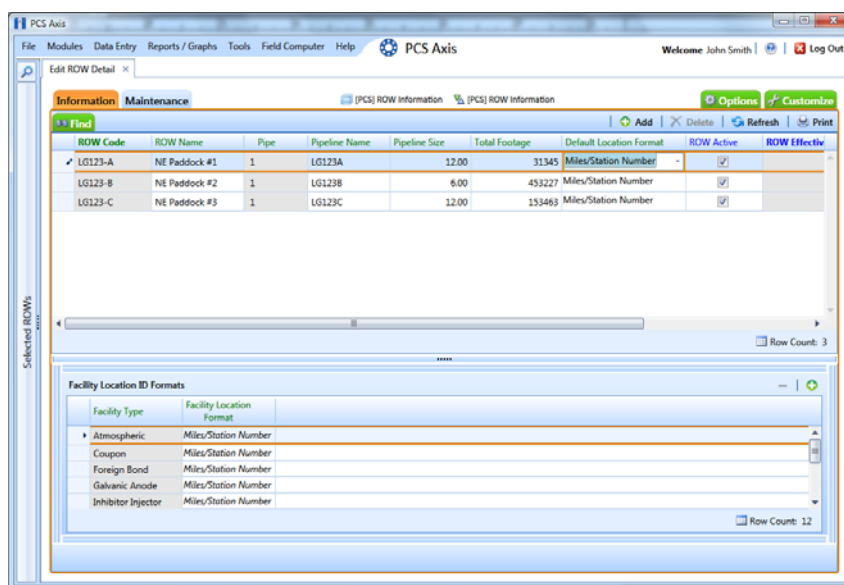 PCS Axis
File Modules Data Entry Reports / Graphs Tools Field Computer Help PCS Axis Welcome John Smith Log Out
Edit ROW Detail ×
Information Maintenance [PCS] ROW Information [PCS] ROW Information Options Customize
Find Add Delete Refresh Print
ROW Code ROW Name Pipe Pipeline Name Pipeline Size Total Footage Default Location Format ROW Active ROW Effectiv
LG123-A NE Paddock #1 1 LG123A 12.00 31345 Miles/Station Number
LG123-B NE Paddock #2 1 LG123B 6.00 453227 Miles/Station Number
LG123-C NE Paddock #3 1 LG123C 12.00 153463 Miles/Station Number
Selected ROWs
Row Count: 3
Facility Location ID Formats
Facility Type Facility Location
Format
Atmospheric Miles/Station Number
Coupon Miles/Station Number
Foreign Bond Miles/Station Number
Galvanic Anode Miles/Station Number
Inhibitor Injector Miles/Station Number
Row Count: 12